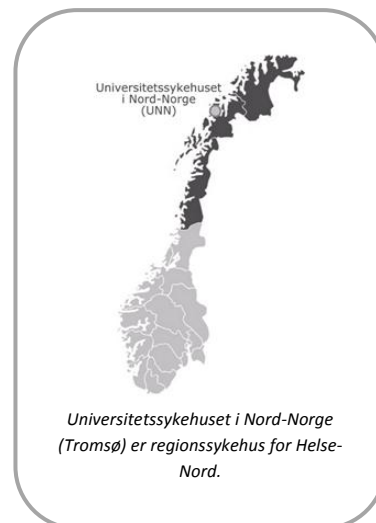 Universitetssykehuset
i Nord-Norge
(UNN)
Universitetssykehuset i Nord-Norge
(Tromsø) er regionssykehus for Helse-
Nord.